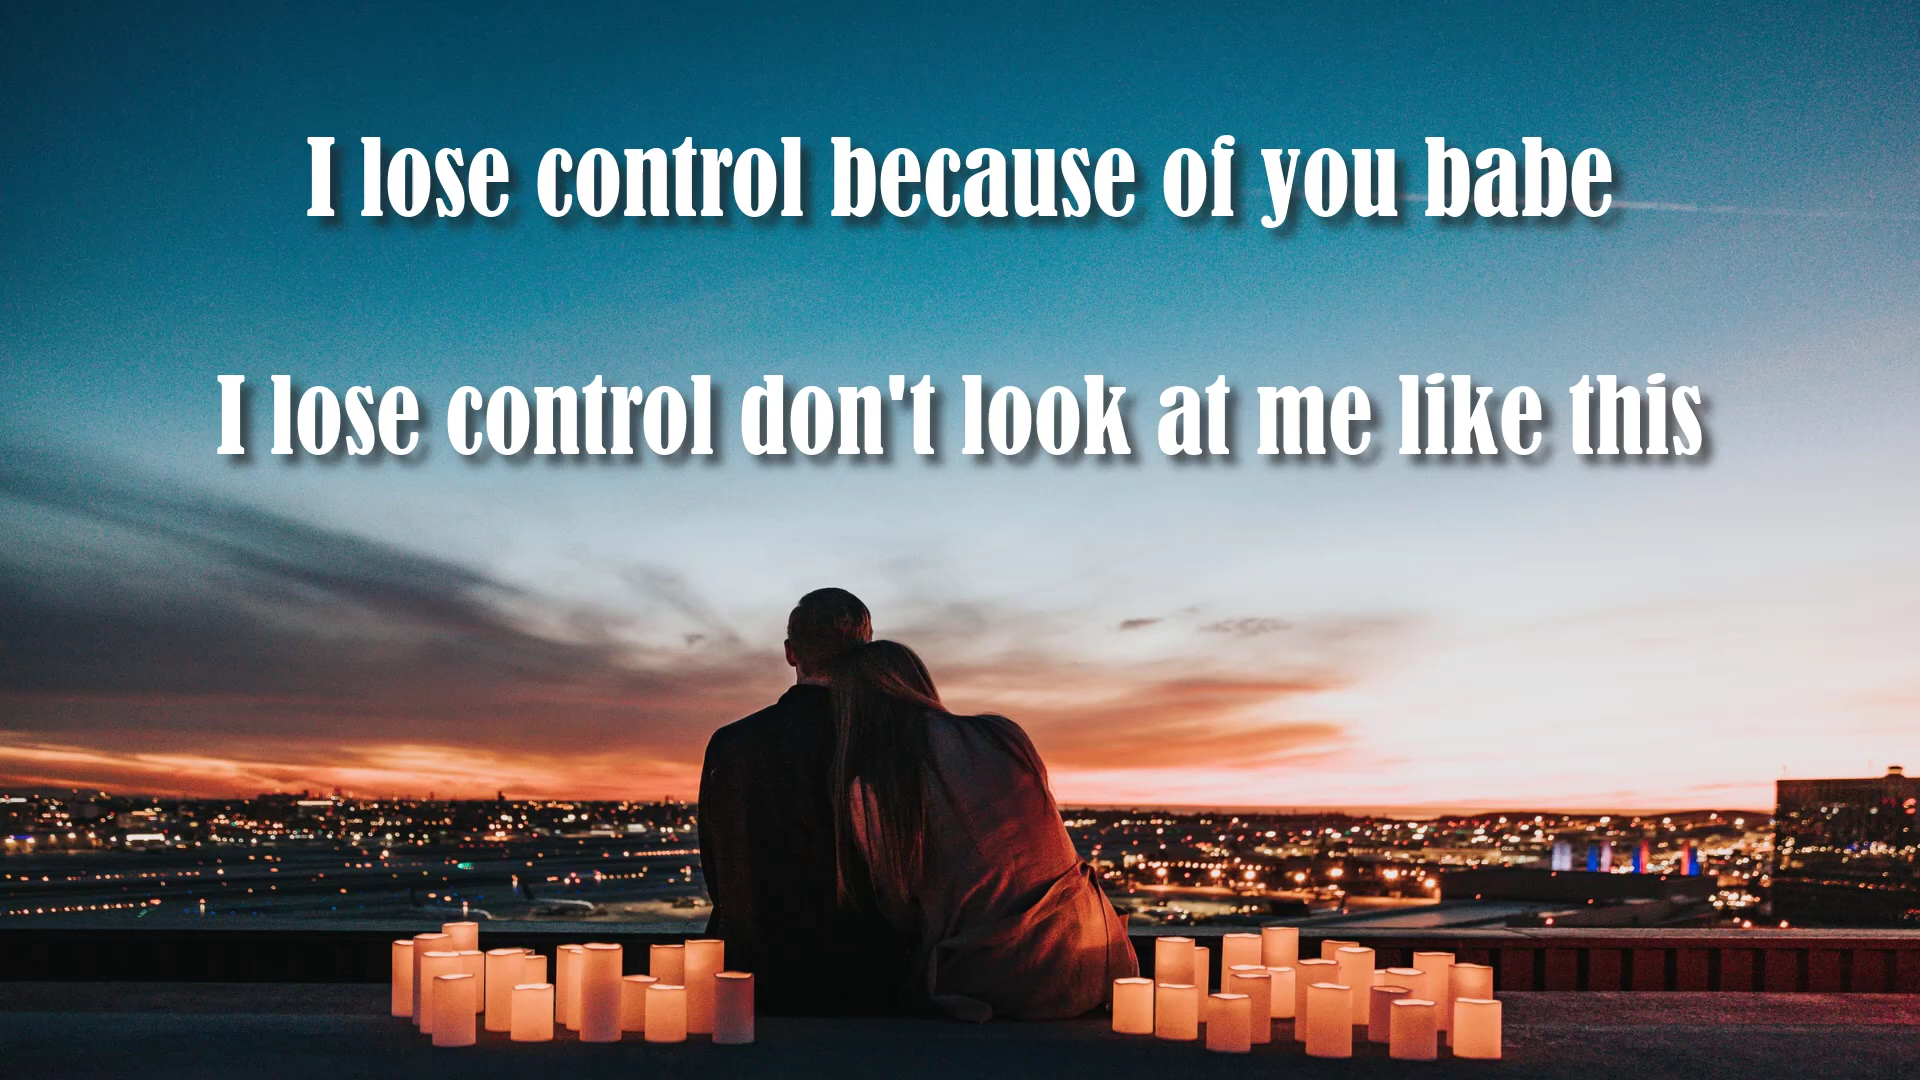 I lose control because of you babe
I lose control don't look at me like this